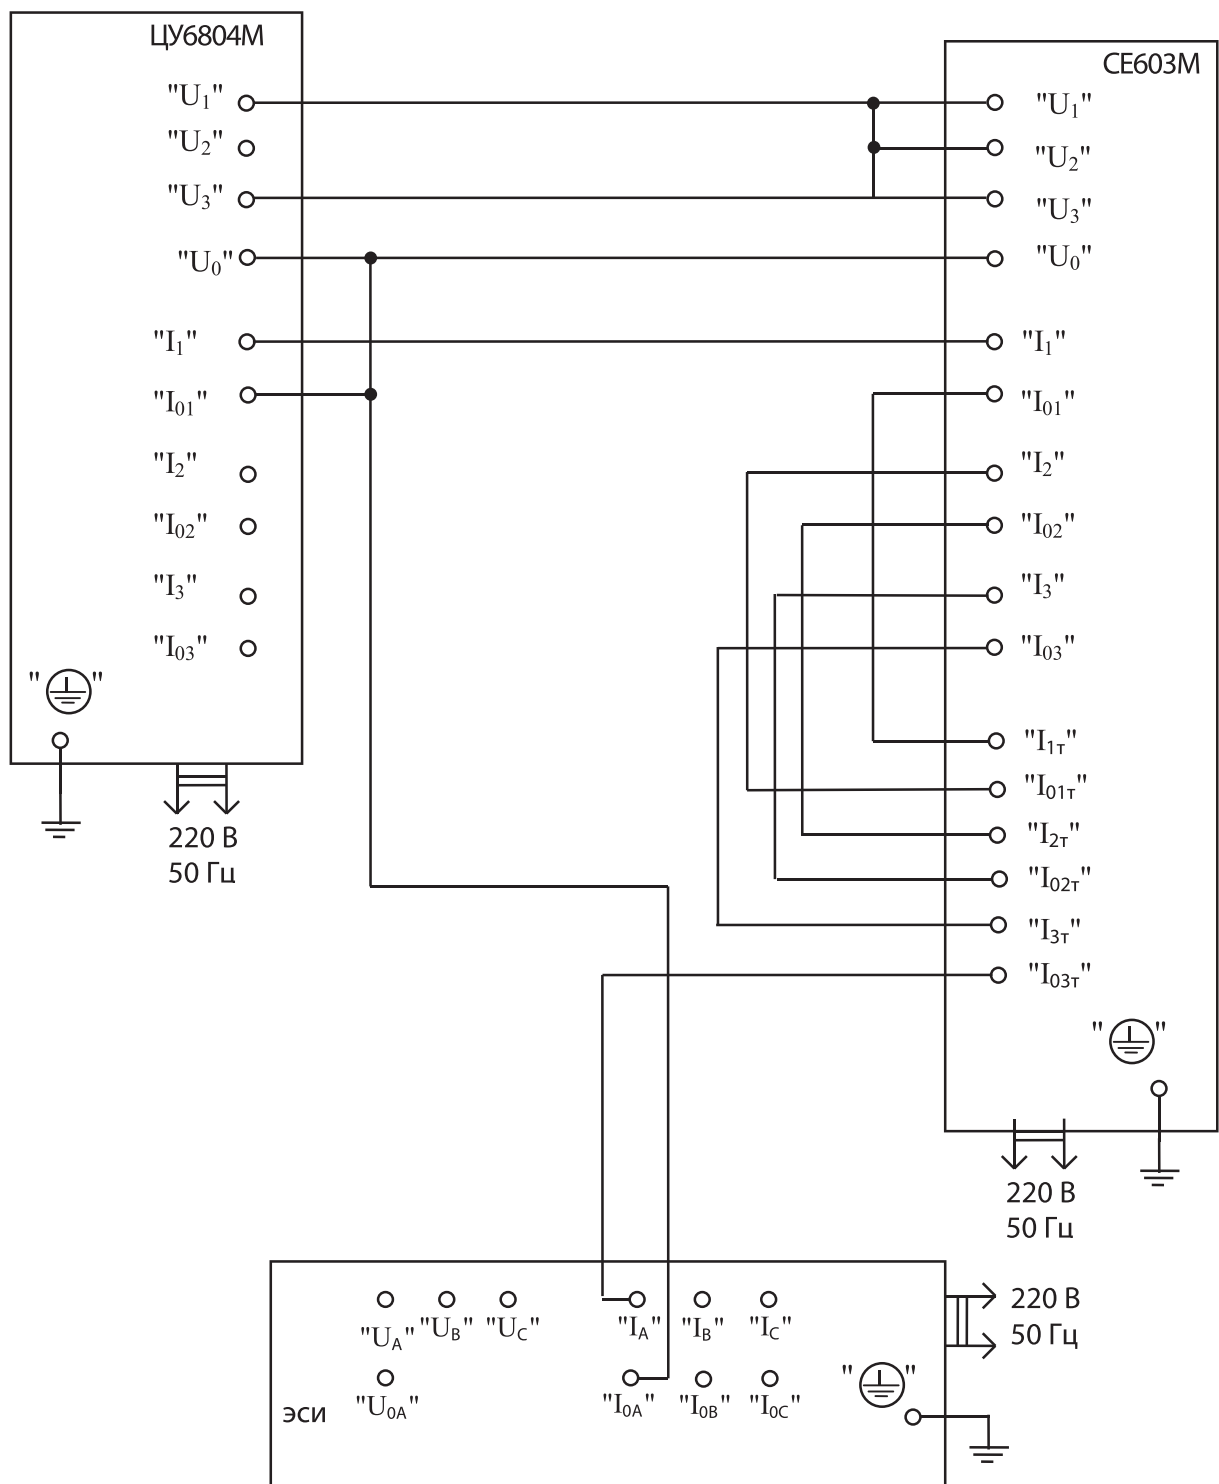 ЦУ6804М
"U1"
"U2"
"U3"
"U0"
"I1"
"I01"
"I2"
"I02"
"I3"
"I03"
" "
220 В
50 Гц
СЕ603М
"U1"
"U2"
"U3"
"U0"
"I1"
"I01"
"I2"
"I02"
"I3"
"I03"
"I1т"
"I01т"
"I2т"
"I02т"
"I3т"
"I03т"
" "
220 В
50 Гц
"UA" "UB" "UC" "IA" "IB" "IC"
"U0A" "I0A" "I0B" "I0C" " "
эси
220 В
50 Гц